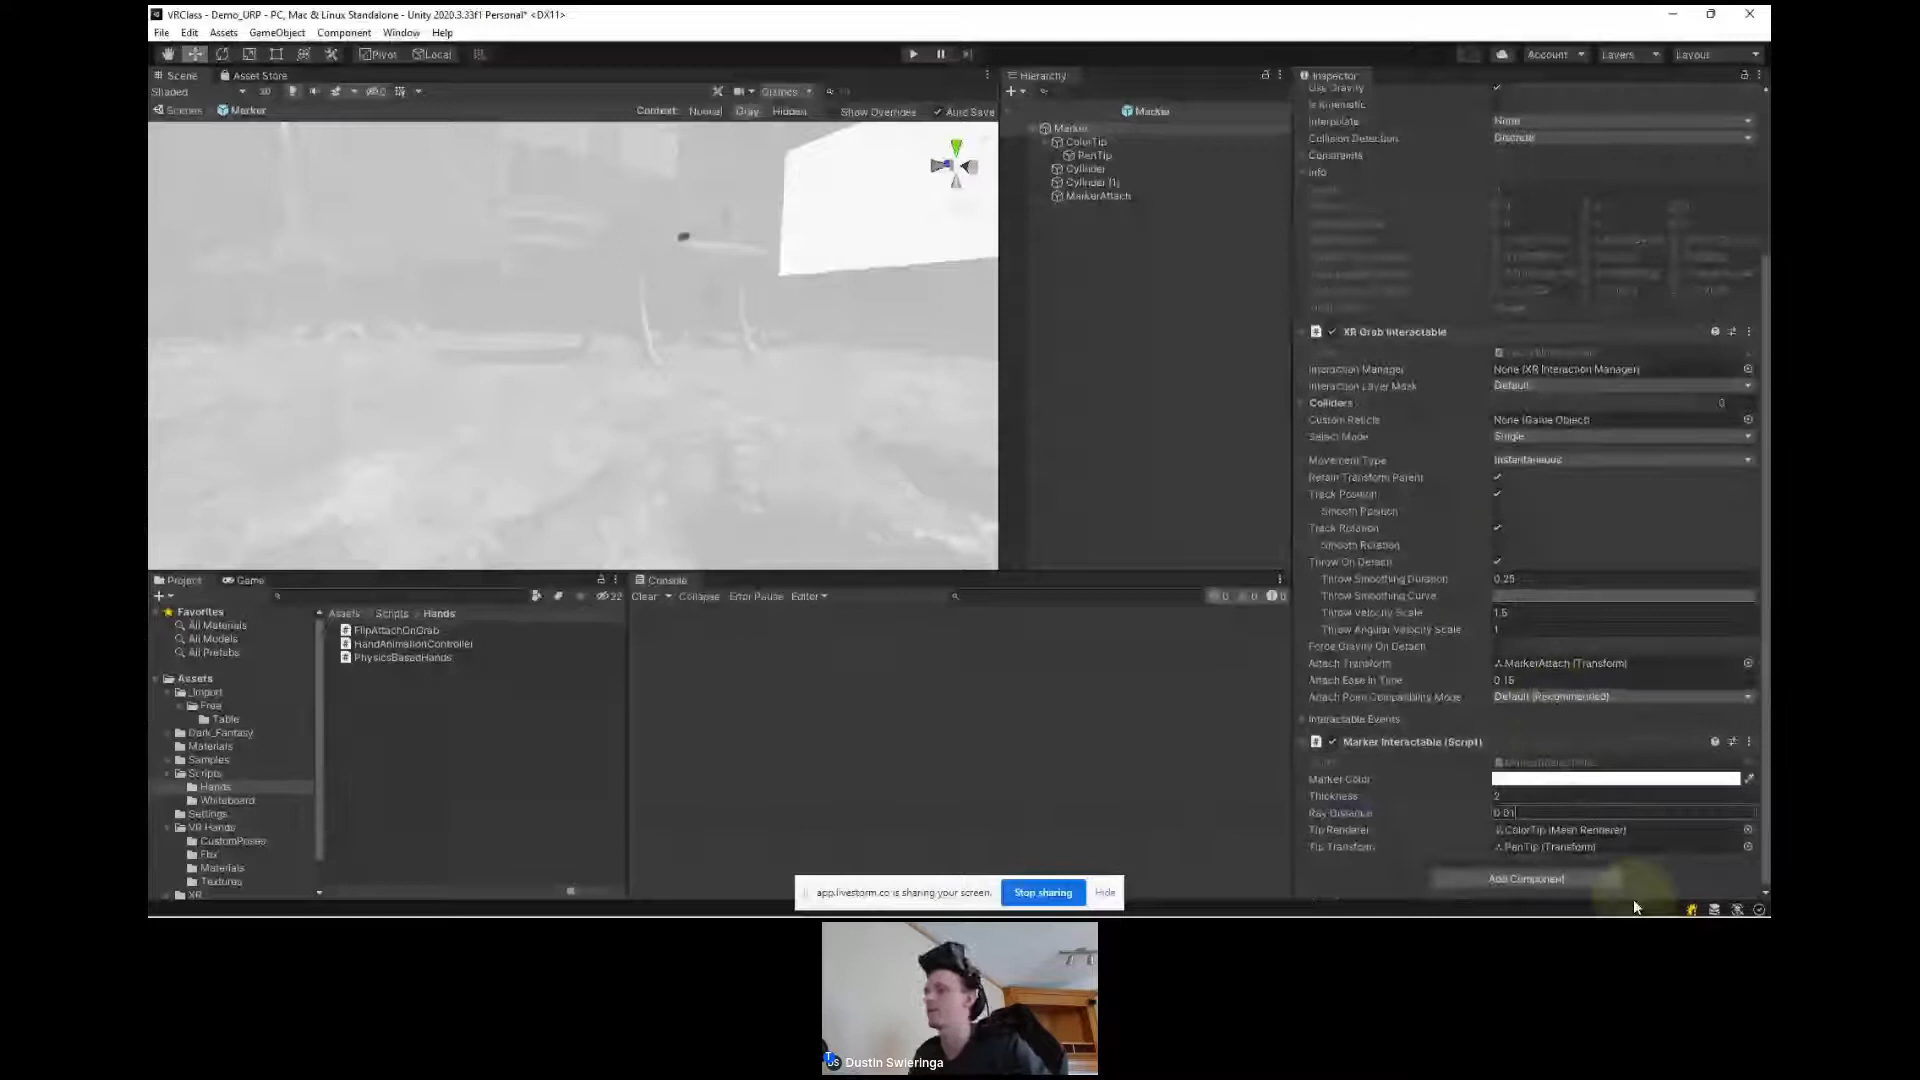 VRClass - Demo_URP - PC, Mac & Linux Standalone - Unity 2020.3.33f1 Personal* <DX11>
File Edit Assets GameObject Component Window Help
Pivot Local
Account Layers Layout
Scene Asset Store
Shaded 2D Gizmos
Scenes Marker
Context: Normal Gray Hidden Show Overrides Auto Save
Hierarchy
Marker
Marker
ColorTip
PenTip
Cylinder
Cylinder (1)
MarkerAttach
Inspector
Use Gravity
Is Kinematic
Interpolate None
Collision Detection Discrete
Constraints
Info
XR Grab Interactable
Interaction Manager None (XR Interaction Manager)
Interaction Layer Mask Default
Colliders 0
Custom Reticle None (Game Object)
Select Mode Single
Movement Type Instantaneous
Retain Transform Parent
Track Position
Smooth Position
Track Rotation
Smooth Rotation
Throw On Detach
Throw Smoothing Duration 0.25
Throw Smoothing Curve
Throw Velocity Scale 1.5
Throw Angular Velocity Scale 1
Force Gravity On Detach
Attach Transform MarkerAttach (Transform)
Attach Ease In Time 0.15
Attach Point Compatibility Mode Default (Recommended)
Interactable Events
Marker Interactable (Script)
Marker Color
Thickness 2
Ray Distance 0.01
Tip Renderer ColorTip (Mesh Renderer)
Tip Transform PenTip (Transform)
Add Component
Project Game
22
Favorites
All Materials
All Models
All Prefabs
Assets
_Import
Free
Table
Dark_Fantasy
Materials
Samples
Scripts
Hands
Whiteboard
Settings
VR Hands
CustomPoses
Fbx
Materials
Textures
XR
Assets Scripts Hands
FlipAttachOnGrab
HandAnimationController
PhysicsBasedHands
Console
Clear Collapse Error Pause Editor
0 0 0
app.livestorm.co is sharing your screen. Stop sharing Hide
DS Dustin Swieringa